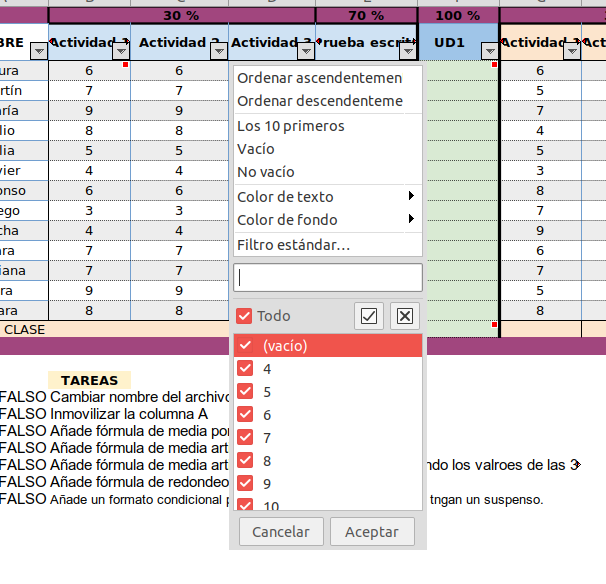 30 % 70 % 100 %
BRE Actividad 1 Actividad 2 Actividad 3 Prueba escrita UD1 Actividad 1 Act
ura 6 6 6
rtín 7 7 5
ría 9 9 7
lio 8 8 4
lia 5 5 5
vier 4 4 3
onso 6 6 8
ego 3 3 7
cha 4 4 9
ara 7 7 6
iana 7 7 7
ra 9 9 5
ara 8 8 8
CLASE
Ordenar ascendentemen
Ordenar descendenteme
Los 10 primeros
Vacío
No vacío
Color de texto
Color de fondo
Filtro estándar...
Todo
(vacío)
4
5
6
7
8
9
10
Cancelar Aceptar
TAREAS
FALSO Cambiar nombre del archivo
FALSO Inmovilizar la columna A
FALSO Añade fórmula de media por
FALSO Añade fórmula de media art
FALSO Añade fórmula de media art ndo los valroes de las 3
FALSO Añade fórmula de redondeo
FALSO Añade un formato condicional p tngan un suspenso.